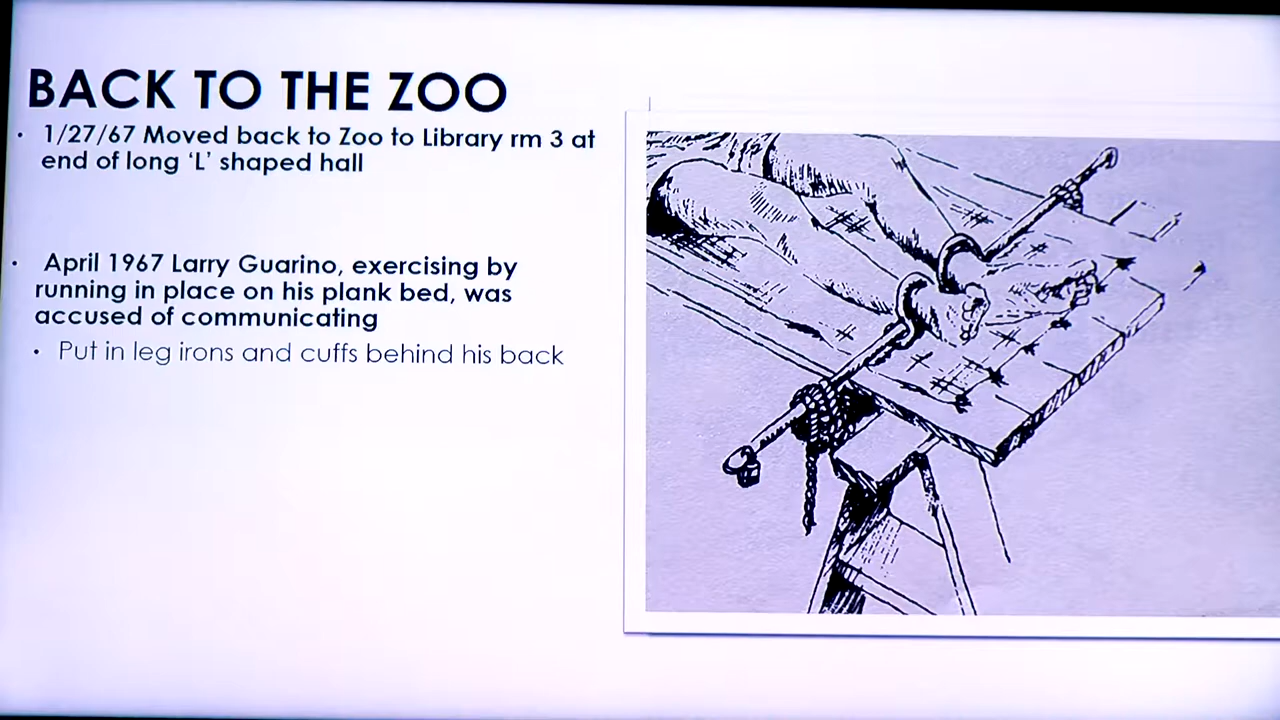 BACK TO THE ZOO
• 1/27/67 Moved back to Zoo to Library rm 3 at
end of long ‘L’ shaped hall
• April 1967 Larry Guarino, exercising by
running in place on his plank bed, was
accused of communicating
• Put in leg irons and cuffs behind his back